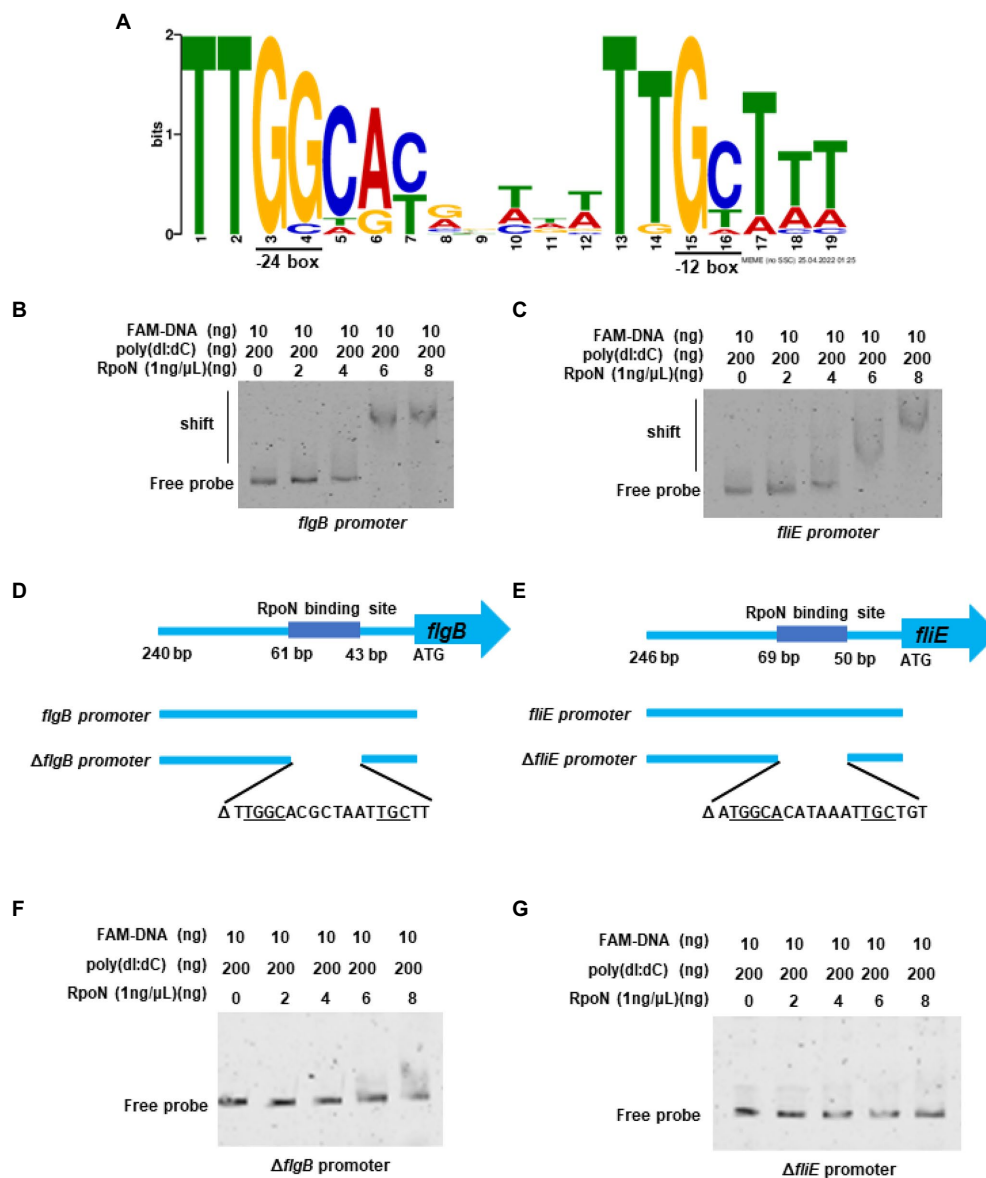 A
2
bits
1
0
TTGGCACTTGCTTT
1 2 3 4 5 6 7 8 9 10 11 12 13 14 15 16 17 18 19
-24 box
-12 box
MEME (no SSC) 25.04.2022 01:25
B
FAM-DNA (ng) 10 10 10 10 10
poly(dI:dC) (ng) 200 200 200 200 200
RpoN (1ng/µL)(ng) 0 2 4 6 8
shift
Free probe
flgB promoter
C
FAM-DNA (ng) 10 10 10 10 10
poly(dI:dC) (ng) 200 200 200 200 200
RpoN (1ng/µL)(ng) 0 2 4 6 8
shift
Free probe
fliE promoter
D
RpoN binding site
flgB
240 bp 61 bp 43 bp ATG
flgB promoter
ΔflgB promoter
Δ TTGGCACGCTAATTGCTT
E
RpoN binding site
fliE
246 bp 69 bp 50 bp ATG
fliE promoter
ΔfliE promoter
Δ ATGGCACATAAATTGCTGT
F
FAM-DNA (ng) 10 10 10 10 10
poly(dI:dC) (ng) 200 200 200 200 200
RpoN (1ng/µL)(ng) 0 2 4 6 8
Free probe
ΔflgB promoter
G
FAM-DNA (ng) 10 10 10 10 10
poly(dI:dC) (ng) 200 200 200 200 200
RpoN (1ng/µL)(ng) 0 2 4 6 8
Free probe
ΔfliE promoter